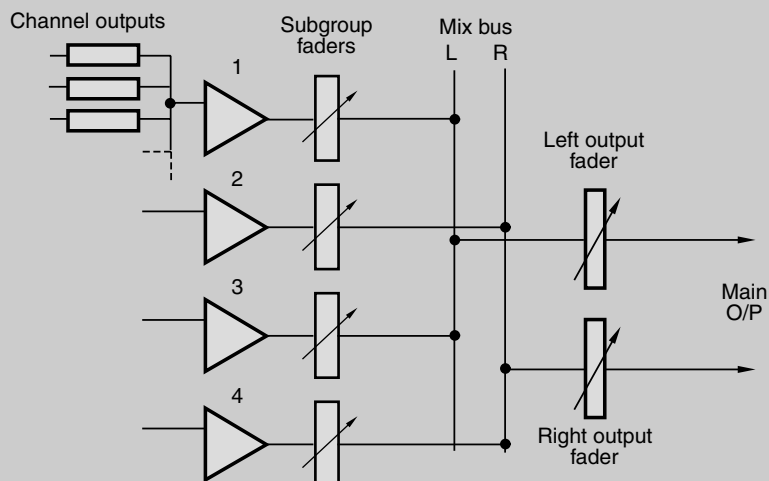 Channel outputs
Subgroup
faders
Mix bus
L
R
1
2
3
4
Left output
fader
Main
O/P
Right output
fader